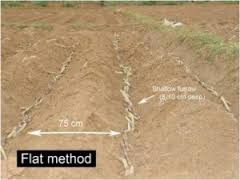 Shallow furrow
(8-10 cm deep)
75 cm
Flat method